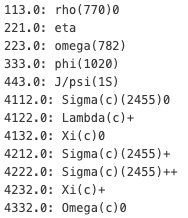 113.0: rho(770)0
221.0: eta
223.0: omega(782)
333.0: phi(1020)
443.0: J/psi(1S)
4112.0: Sigma(c)(2455)0
4122.0: Lambda(c)+
4132.0: Xi(c)0
4212.0: Sigma(c)(2455)+
4222.0: Sigma(c)(2455)++
4232.0: Xi(c)+
4332.0: Omega(c)0